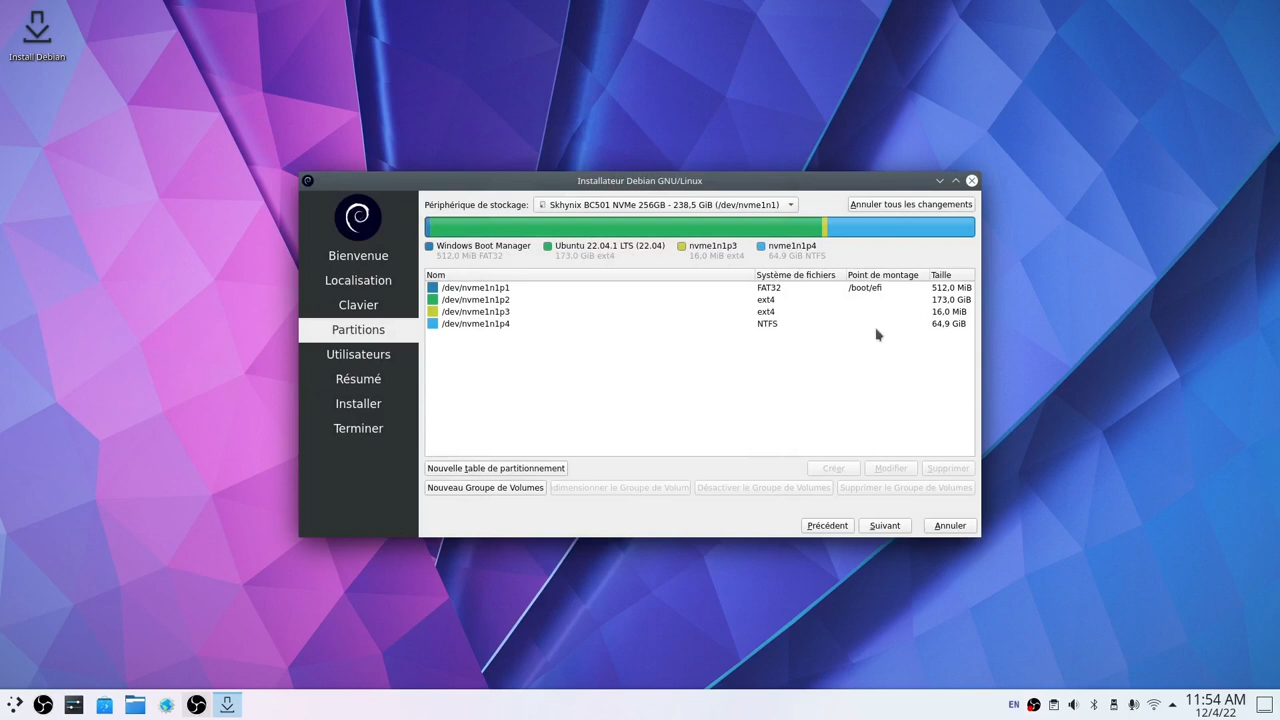 Install Debian
Installateur Debian GNU/Linux
Bienvenue
Localisation
Clavier
Partitions
Utilisateurs
Résumé
Installer
Terminer
Périphérique de stockage: Skhynix BC501 NVMe 256GB - 238,5 GiB (/dev/nvme1n1) Annuler tous les changements
Windows Boot Manager Ubuntu 22.04.1 LTS (22.04) nvme1n1p3 nvme1n1p4
512,0 MiB FAT32 173,0 GiB ext4 16,0 MiB ext4 64,9 GiB NTFS
Nom Système de fichiers Point de montage Taille
/dev/nvme1n1p1 FAT32 /boot/efi 512,0 MiB
/dev/nvme1n1p2 ext4 173,0 GiB
/dev/nvme1n1p3 ext4 16,0 MiB
/dev/nvme1n1p4 NTFS 64,9 GiB
Nouvelle table de partitionnement Créer Modifier Supprimer
Nouveau Groupe de Volumes dimensionner le Groupe de Volum Désactiver le Groupe de Volumes Supprimer le Groupe de Volumes
Précédent Suivant Annuler
EN 11:54 AM
12/4/22